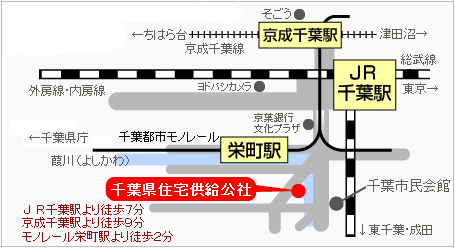 そごう
京成千葉駅
←ちはら台
津田沼→
京成千葉線
総武線
JR
千葉駅
外房線・内房線
ヨドバシカメラ
東京→
京葉銀行
文化プラザ
←千葉県庁
千葉都市モノレール
栄町駅
葭川(よしかわ)
千葉県住宅供給公社
千葉市民会館
JR千葉駅より徒歩7分
京成千葉駅より徒歩9分
モノレール栄町駅より徒歩2分
↓東千葉・成田